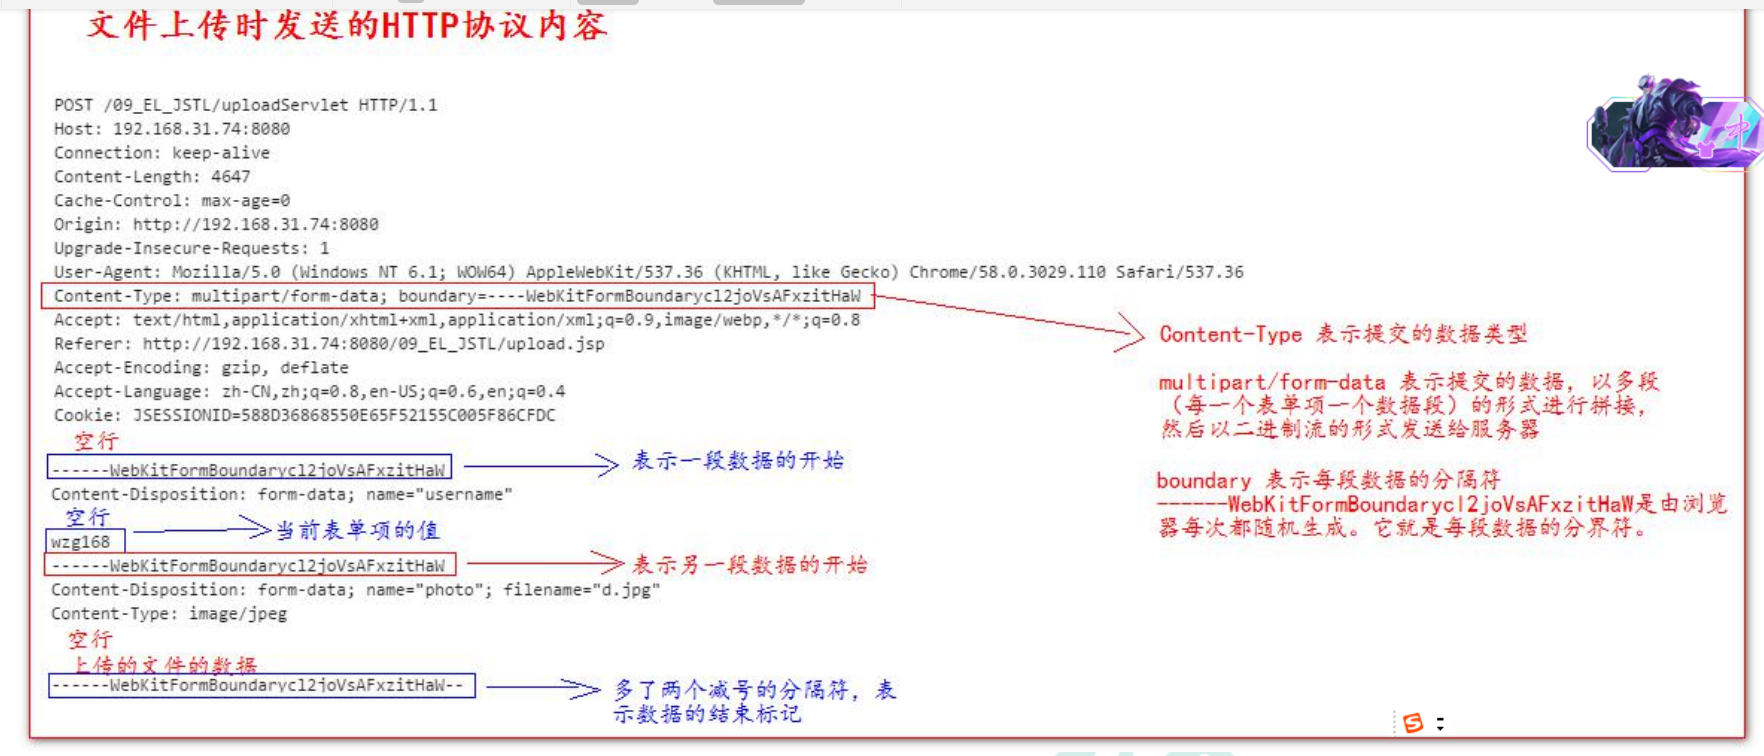 文件上传时发送的HTTP协议内容
POST /09_EL_JSTL/uploadServlet HTTP/1.1
Host: 192.168.31.74:8080
Connection: keep-alive
Content-Length: 4647
Cache-Control: max-age=0
Origin: http://192.168.31.74:8080
Upgrade-Insecure-Requests: 1
User-Agent: Mozilla/5.0 (Windows NT 6.1; WOW64) AppleWebKit/537.36 (KHTML, like Gecko) Chrome/58.0.3029.110 Safari/537.36
Content-Type: multipart/form-data; boundary=----WebKitFormBoundarycl2joVsAFxzitHaW
Accept: text/html,application/xhtml+xml,application/xml;q=0.9,image/webp,*/*;q=0.8
Referer: http://192.168.31.74:8080/09_EL_JSTL/upload.jsp
Accept-Encoding: gzip, deflate
Accept-Language: zh-CN,zh;q=0.8,en-US;q=0.6,en;q=0.4
Cookie: JSESSIONID=588D36868550E65F52155C005F86CFDC
空行
------WebKitFormBoundarycl2joVsAFxzitHaW
表示一段数据的开始
Content-Disposition: form-data; name="username"
空行
wzg168
当前表单项的值
------WebKitFormBoundarycl2joVsAFxzitHaW
表示另一段数据的开始
Content-Disposition: form-data; name="photo"; filename="d.jpg"
Content-Type: image/jpeg
空行
上传的文件的数据
------WebKitFormBoundarycl2joVsAFxzitHaW--
多了两个减号的分隔符，表
示数据的结束标记
Content-Type 表示提交的数据类型
multipart/form-data 表示提交的数据，以多段
（每一个表单项一个数据段）的形式进行拼接，
然后以二进制流的形式发送给服务器
boundary 表示每段数据的分隔符
------WebKitFormBoundarycl2joVsAFxzitHaW是由浏览
器每次都随机生成。它就是每段数据的分界符。
中